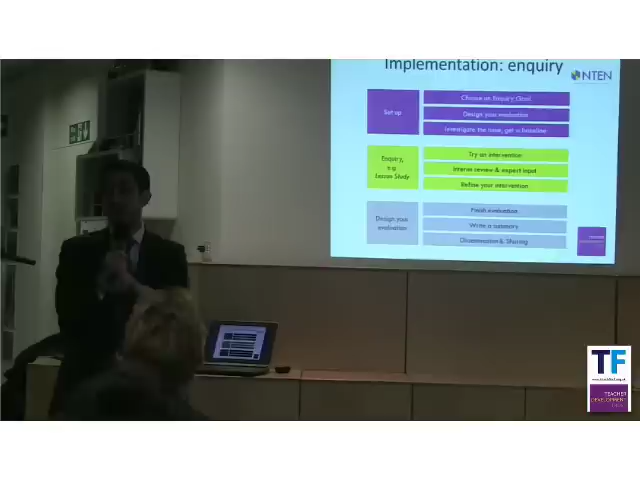 Implementation: enquiry
NTEN
Set up
Choose an Enquiry Goal
Design your evaluation
Investigate the issue, get a baseline
Enquiry,
e.g.
Lesson Study
Try an intervention
Interim review & expert input
Refine your intervention
Design your
evaluation
Finish evaluation
Write a summary
Dissemination & Sharing
TF
TEACHER
DEVELOPMENT